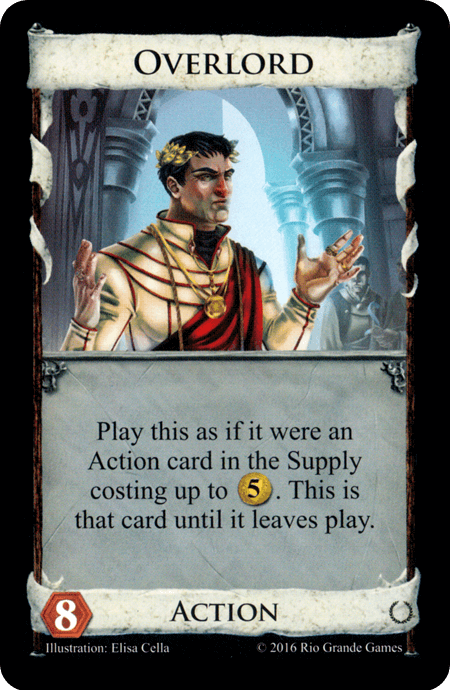 OVERLORD
Play this as if it were an
Action card in the Supply
costing up to 5. This is
that card until it leaves play.
8
ACTION
Illustration: Elisa Cella © 2016 Rio Grande Games